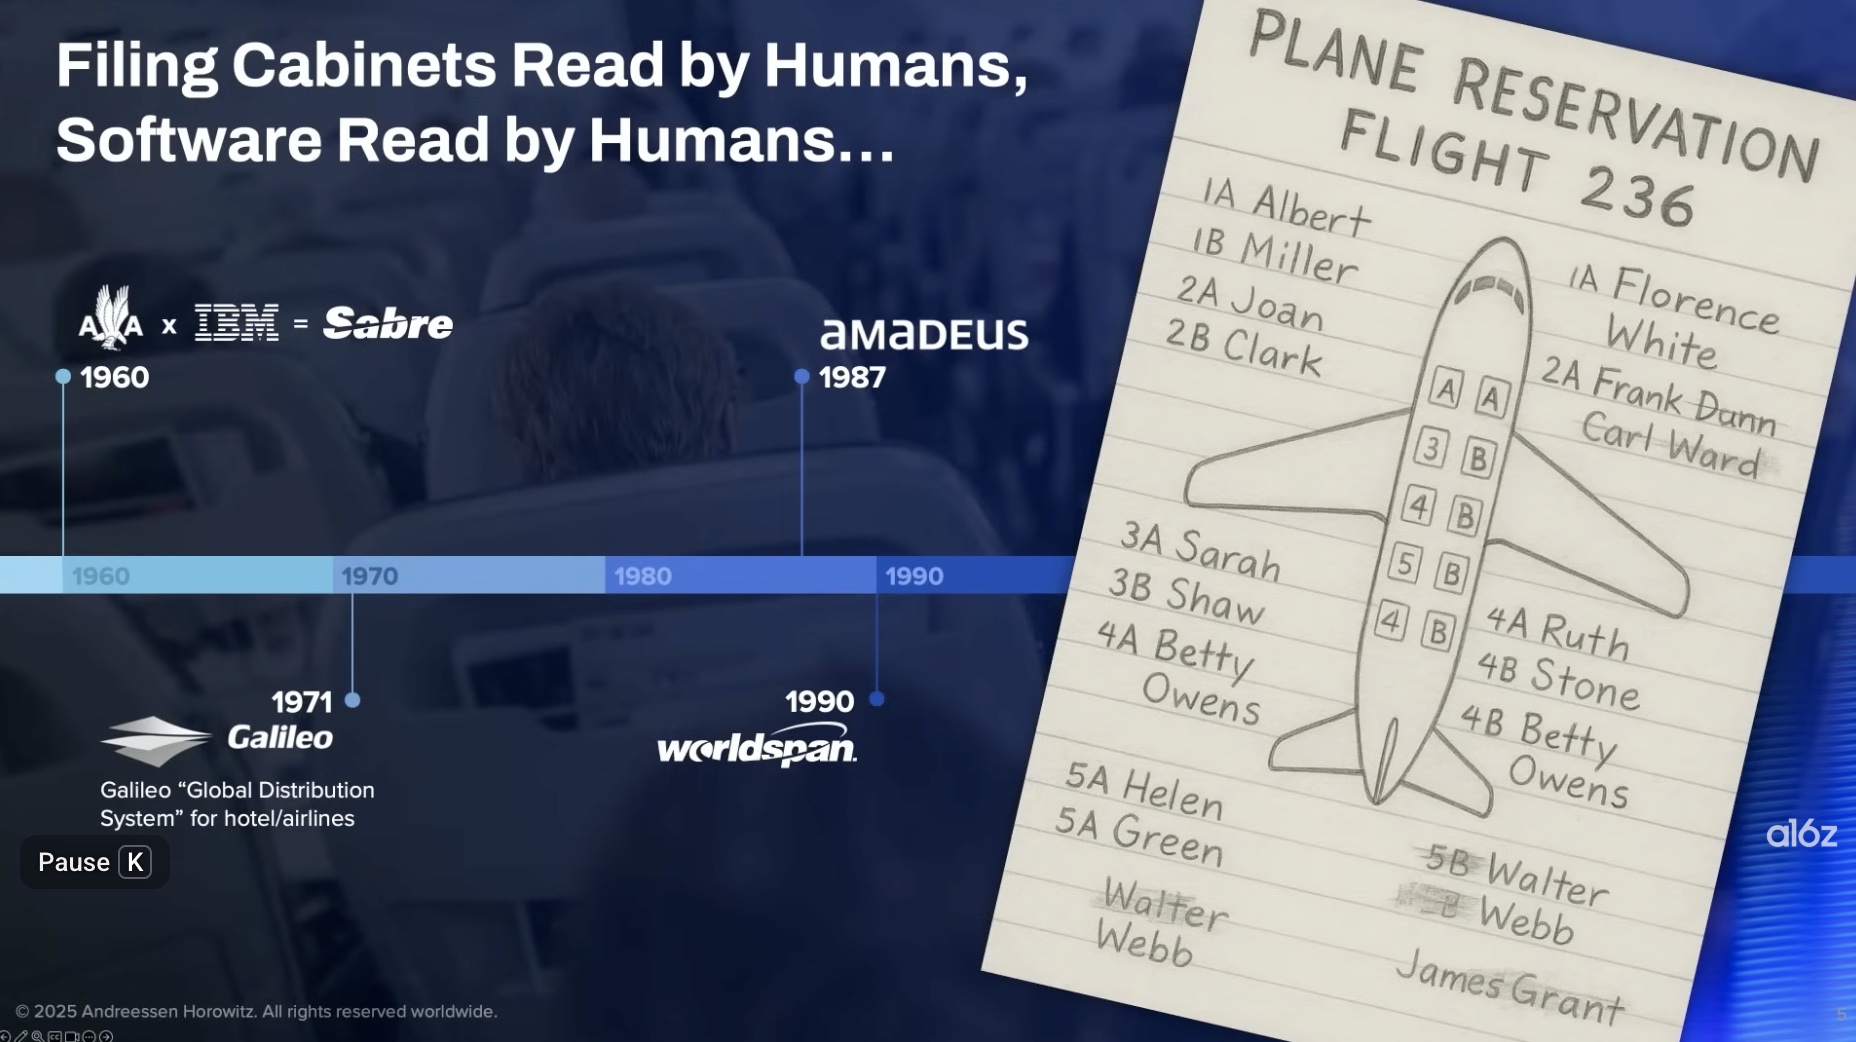 Filing Cabinets Read by Humans,
Software Read by Humans...
AA x IBM = Sabre
1960
amadeus
1987
1960
1970
1980
1990
1971
Galileo
Galileo “Global Distribution
System” for hotel/airlines
1990
worldspan.
Pause K
© 2025 Andreessen Horowitz. All rights reserved worldwide.
PLANE RESERVATION
FLIGHT 236
1A Albert
1B Miller
2A Joan
2B Clark
1A Florence
White
2A Frank Dunn
Carl Ward
A A
3 B
4 B
5 B
4 B
3A Sarah
3B Shaw
4A Betty
Owens
4A Ruth
4B Stone
4B Betty
Owens
5A Helen
5A Green
Walter
Webb
5B Walter
B Webb
James Grant
a16z
5